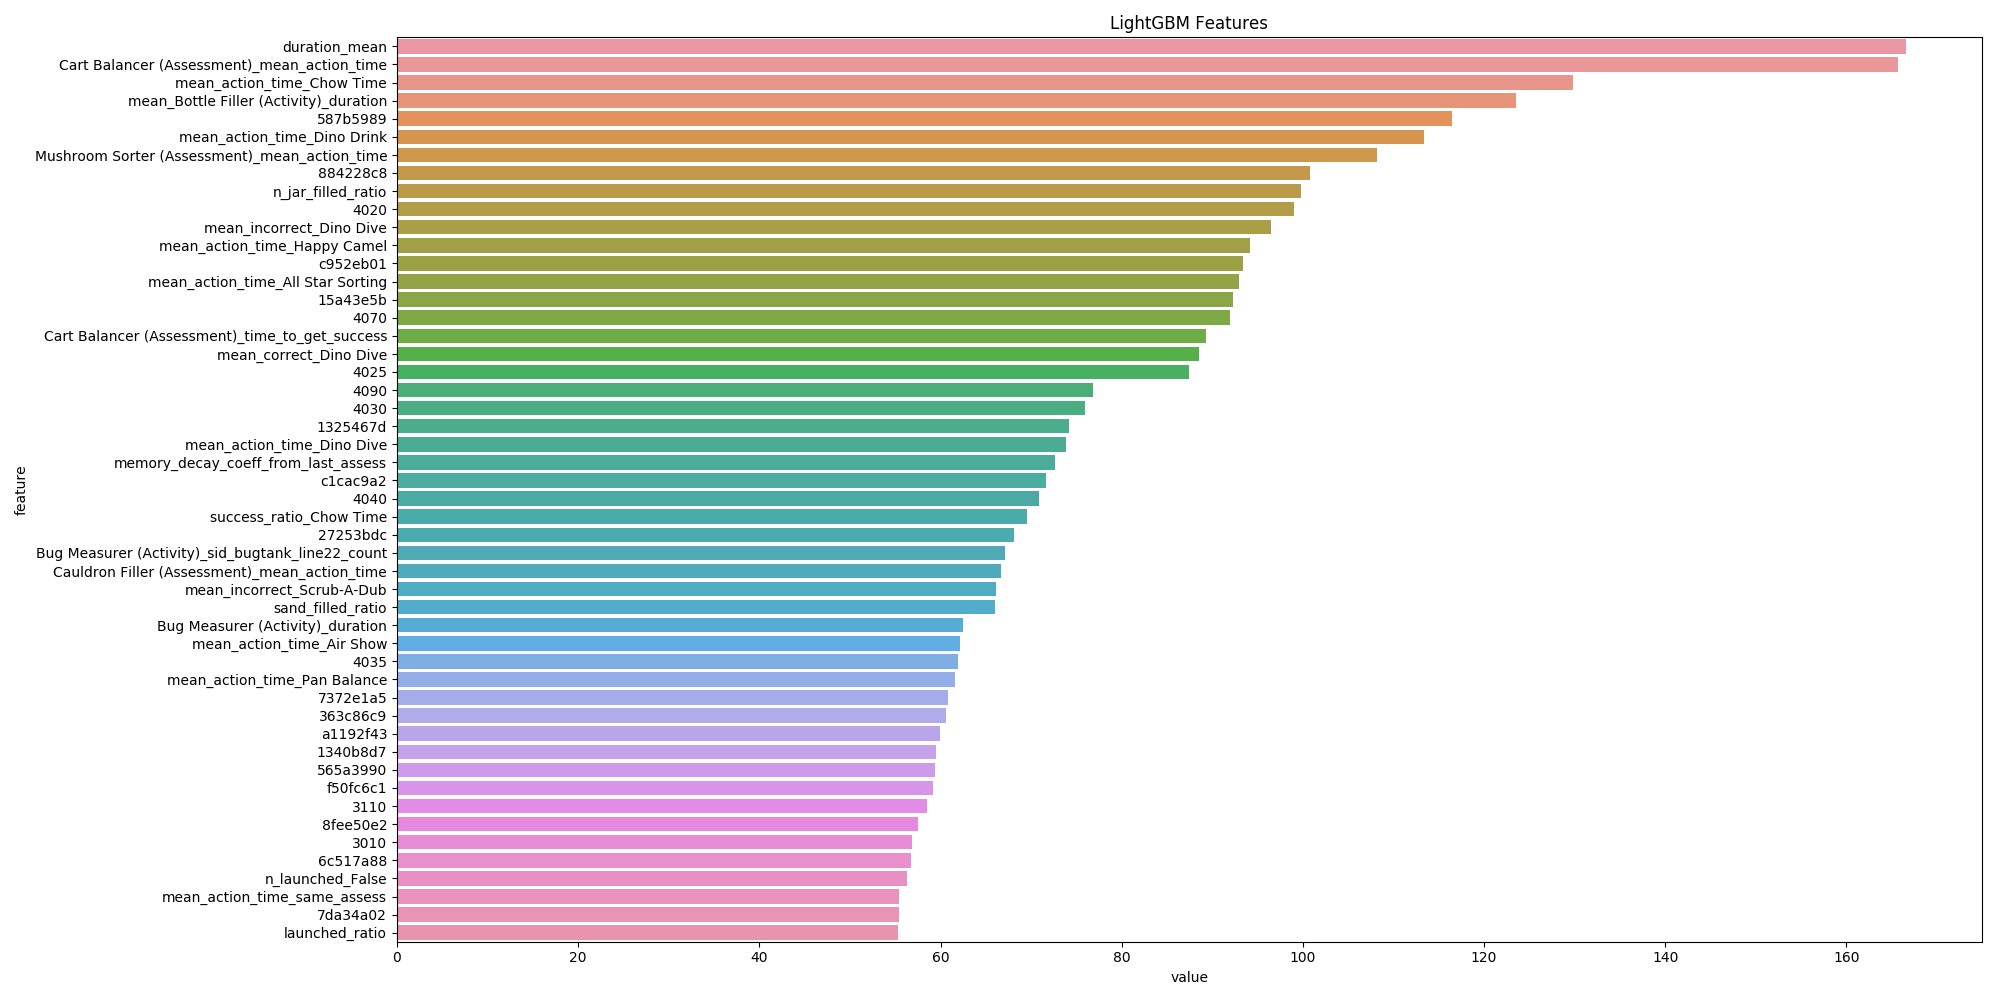 LightGBM Features
duration_mean
Cart Balancer (Assessment)_mean_action_time
mean_action_time_Chow Time
mean_Bottle Filler (Activity)_duration
587b5989
mean_action_time_Dino Drink
Mushroom Sorter (Assessment)_mean_action_time
884228c8
n_jar_filled_ratio
4020
mean_incorrect_Dino Dive
mean_action_time_Happy Camel
c952eb01
mean_action_time_All Star Sorting
15a43e5b
4070
Cart Balancer (Assessment)_time_to_get_success
mean_correct_Dino Dive
4025
4090
4030
1325467d
mean_action_time_Dino Dive
memory_decay_coeff_from_last_assess
c1cac9a2
4040
success_ratio_Chow Time
27253bdc
Bug Measurer (Activity)_sid_bugtank_line22_count
Cauldron Filler (Assessment)_mean_action_time
mean_incorrect_Scrub-A-Dub
sand_filled_ratio
Bug Measurer (Activity)_duration
mean_action_time_Air Show
4035
mean_action_time_Pan Balance
7372e1a5
363c86c9
a1192f43
1340b8d7
565a3990
f50fc6c1
3110
8fee50e2
3010
6c517a88
n_launched_False
mean_action_time_same_assess
7da34a02
launched_ratio
feature
0 20 40 60 80 100 120 140 160
value